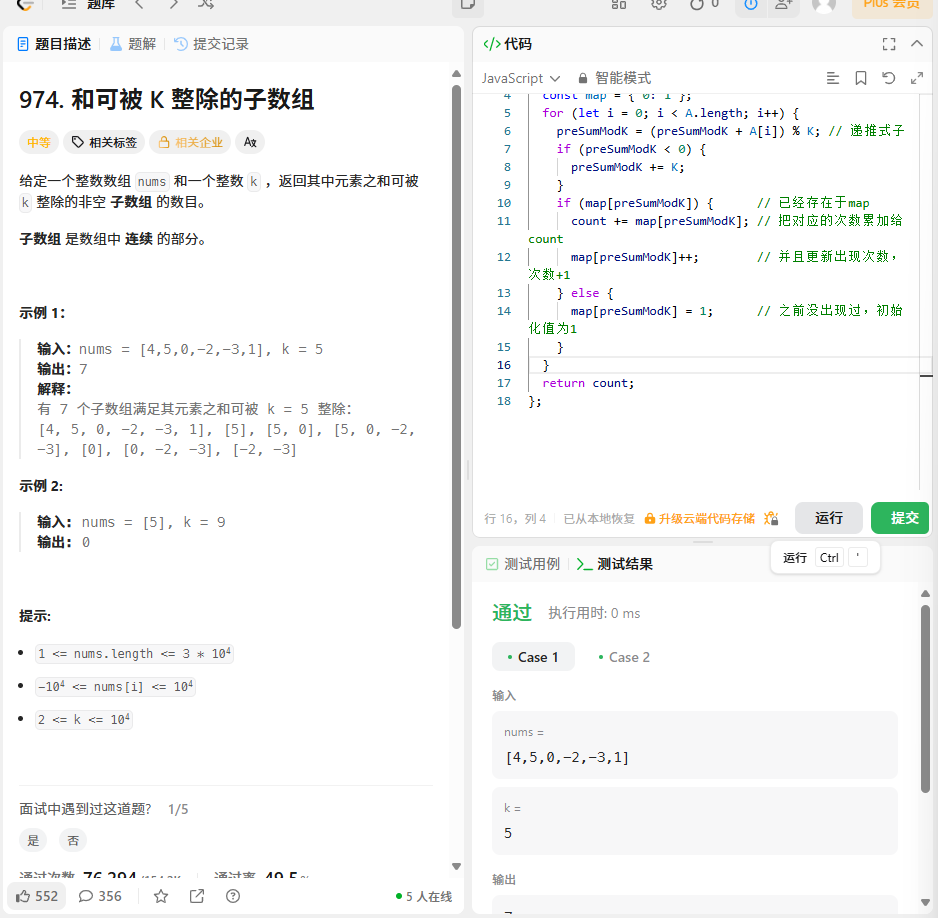 题库
0
Plus 会员
题目描述
题解
提交记录
974. 和可被 K 整除的子数组
中等
相关标签
相关企业
给定一个整数数组 nums 和一个整数 k ，返回其中元素之和可被
k 整除的非空 子数组 的数目。
子数组 是数组中 连续 的部分。
示例 1：
输入：nums = [4,5,0,-2,-3,1], k = 5
输出：7
解释：
有 7 个子数组满足其元素之和可被 k = 5 整除：
[4, 5, 0, -2, -3, 1], [5], [5, 0], [5, 0, -2,
-3], [0], [0, -2, -3], [-2, -3]
示例 2:
输入: nums = [5], k = 9
输出: 0
提示:
1 <= nums.length <= 3 * 10⁴
-10⁴ <= nums[i] <= 10⁴
2 <= k <= 10⁴
面试中遇到过这道题? 1/5
是
否
通过次数 76,294 通过率 49.5%
552
356
5 人在线
</> 代码
JavaScript
智能模式
4 const map = { 0: 1 };
5 for (let i = 0; i < A.length; i++) {
6 preSumModK = (preSumModK + A[i]) % K; // 递推式子
7 if (preSumModK < 0) {
8 preSumModK += K;
9 }
10 if (map[preSumModK]) { // 已经存在于map
11 count += map[preSumModK]; // 把对应的次数累加给
count
12 map[preSumModK]++; // 并且更新出现次数，
次数+1
13 } else {
14 map[preSumModK] = 1; // 之前没出现过，初始
化值为1
15 }
16 }
17 return count;
18 };
行 16，列 4
已从本地恢复
升级云端代码存储
运行
提交
运行 Ctrl '
测试用例
测试结果
通过
执行用时: 0 ms
Case 1
Case 2
输入
nums =
[4,5,0,-2,-3,1]
k =
5
输出